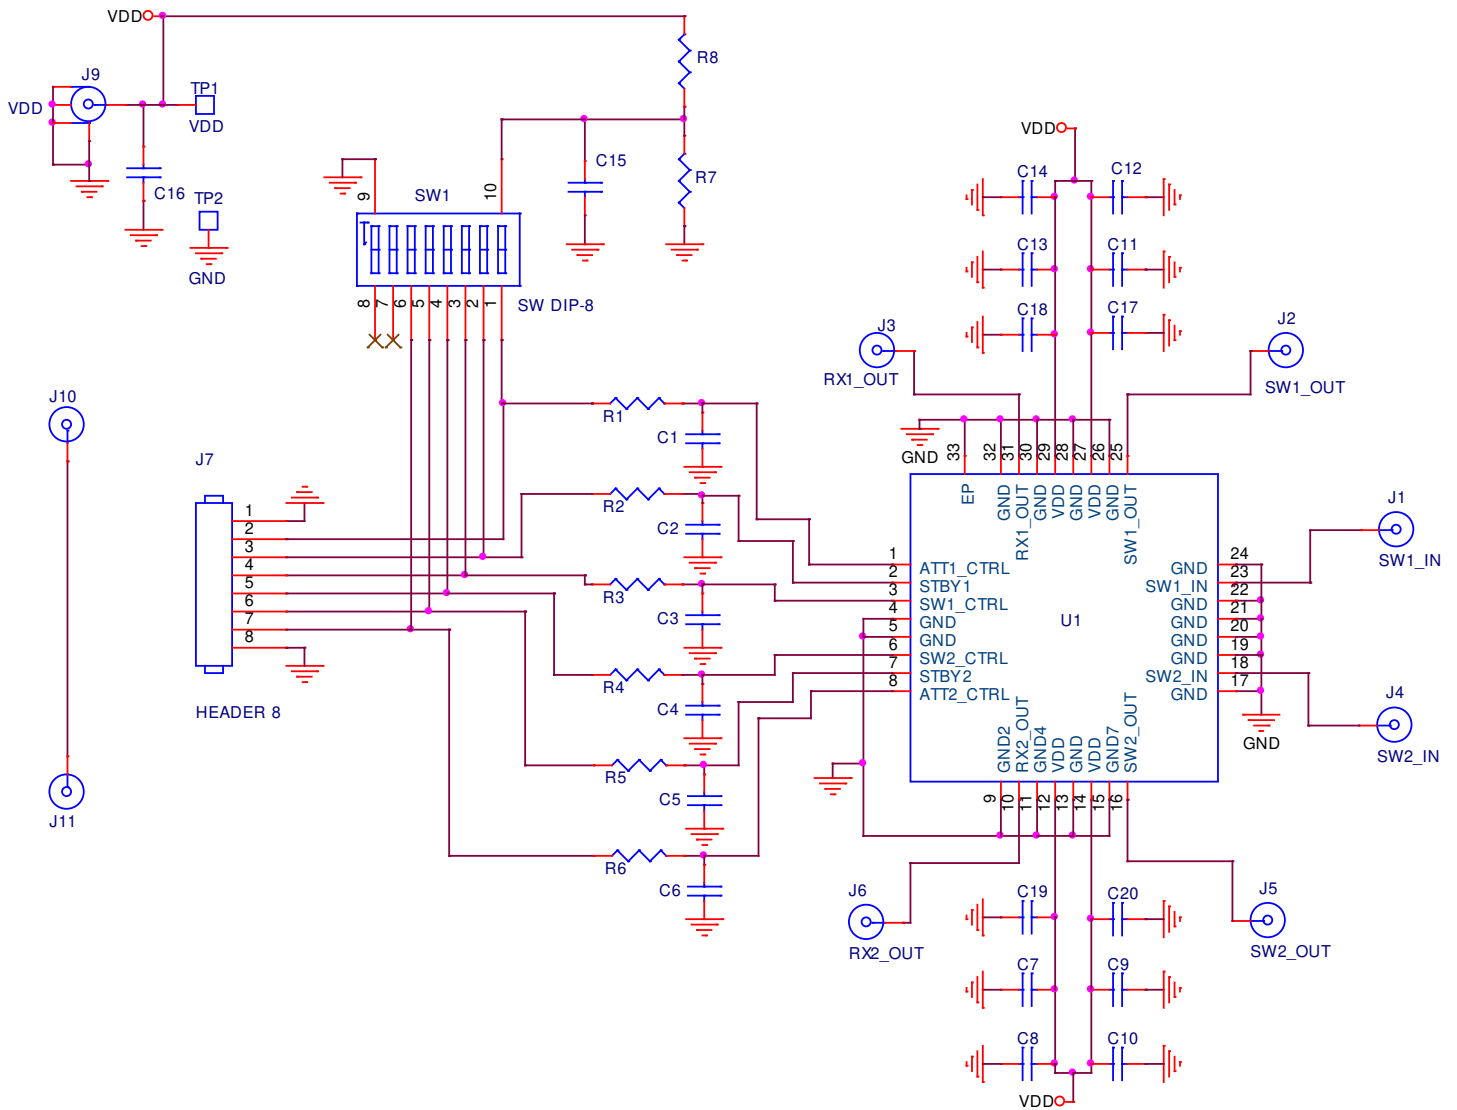 VDD
R8
J9
VDD
TP1
VDD
C16
TP2
GND
C15
R7
9
SW1
10
8
7
6
5
4
3
2
1
SW DIP-8
VDD
C14
C12
C13
C11
C18
C17
J3
RX1_OUT
J2
SW1_OUT
J10
J11
J7
1
2
3
4
5
6
7
8
HEADER 8
R1
C1
R2
C2
R3
C3
R4
C4
R5
C5
R6
C6
GND
33
32
31
30
29
28
27
26
25
EP
GND
RX1_OUT
GND
VDD
GND
VDD
GND
SW1_OUT
1
ATT1_CTRL
2
STBY1
3
SW1_CTRL
4
GND
5
GND
6
SW2_CTRL
7
STBY2
8
ATT2_CTRL
U1
24
GND
23
SW1_IN
22
GND
21
GND
20
GND
19
GND
18
SW2_IN
17
GND
GND
J1
SW1_IN
J4
SW2_IN
GND2
RX2_OUT
GND4
VDD
GND
VDD
GND7
SW2_OUT
9
10
11
12
13
14
15
16
J6
RX2_OUT
J5
SW2_OUT
C19
C20
C7
C9
C8
C10
VDD